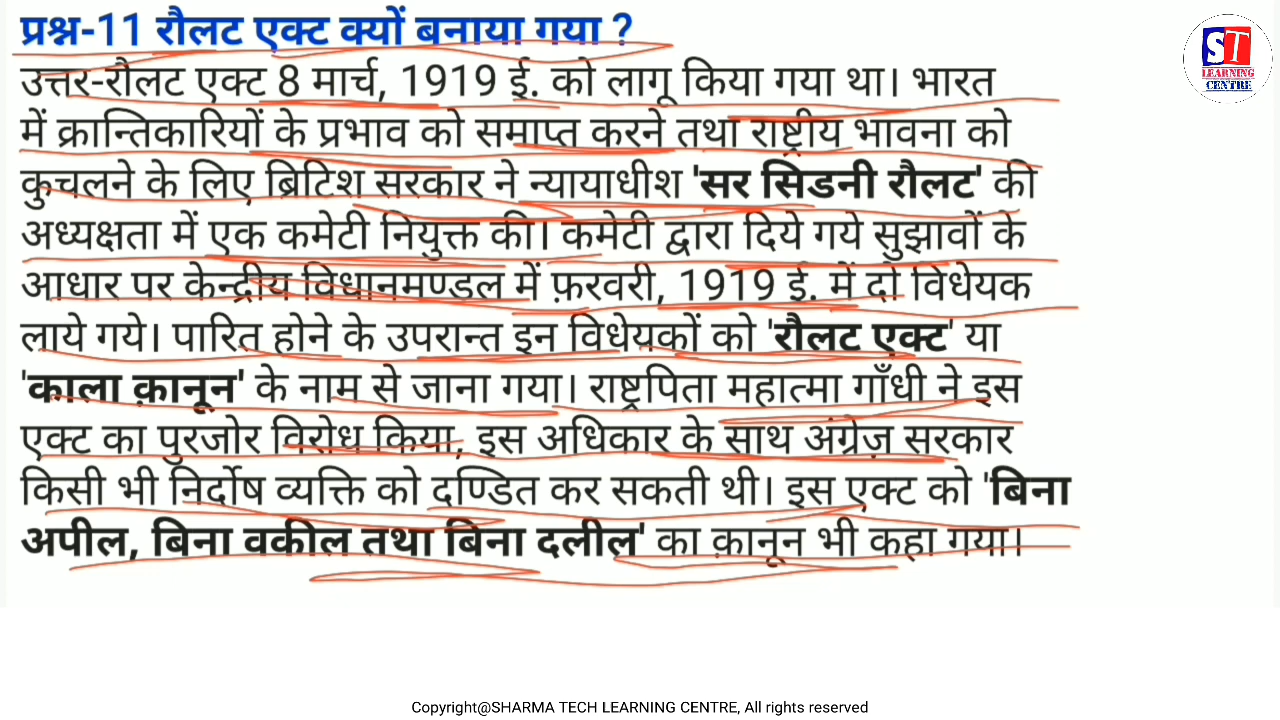 प्रश्न-11 रौलट एक्ट क्यों बनाया गया ?
उत्तर-रौलट एक्ट 8 मार्च, 1919 ई. को लागू किया गया था। भारत
में क्रान्तिकारियों के प्रभाव को समाप्त करने तथा राष्ट्रीय भावना को
कुचलने के लिए ब्रिटिश सरकार ने न्यायाधीश 'सर सिडनी रौलट' की
अध्यक्षता में एक कमेटी नियुक्त की। कमेटी द्वारा दिये गये सुझावों के
आधार पर केन्द्रीय विधानमण्डल में फ़रवरी, 1919 ई. में दो विधेयक
लाये गये। पारित होने के उपरान्त इन विधेयकों को 'रौलट एक्ट' या
'काला क़ानून' के नाम से जाना गया। राष्ट्रपिता महात्मा गाँधी ने इस
एक्ट का पुरजोर विरोध किया, इस अधिकार के साथ अंग्रेज़ सरकार
किसी भी निर्दोष व्यक्ति को दण्डित कर सकती थी। इस एक्ट को 'बिना
अपील, बिना वकील तथा बिना दलील' का क़ानून भी कहा गया।
ST
LEARNING
CENTRE
Copyright@SHARMA TECH LEARNING CENTRE, All rights reserved